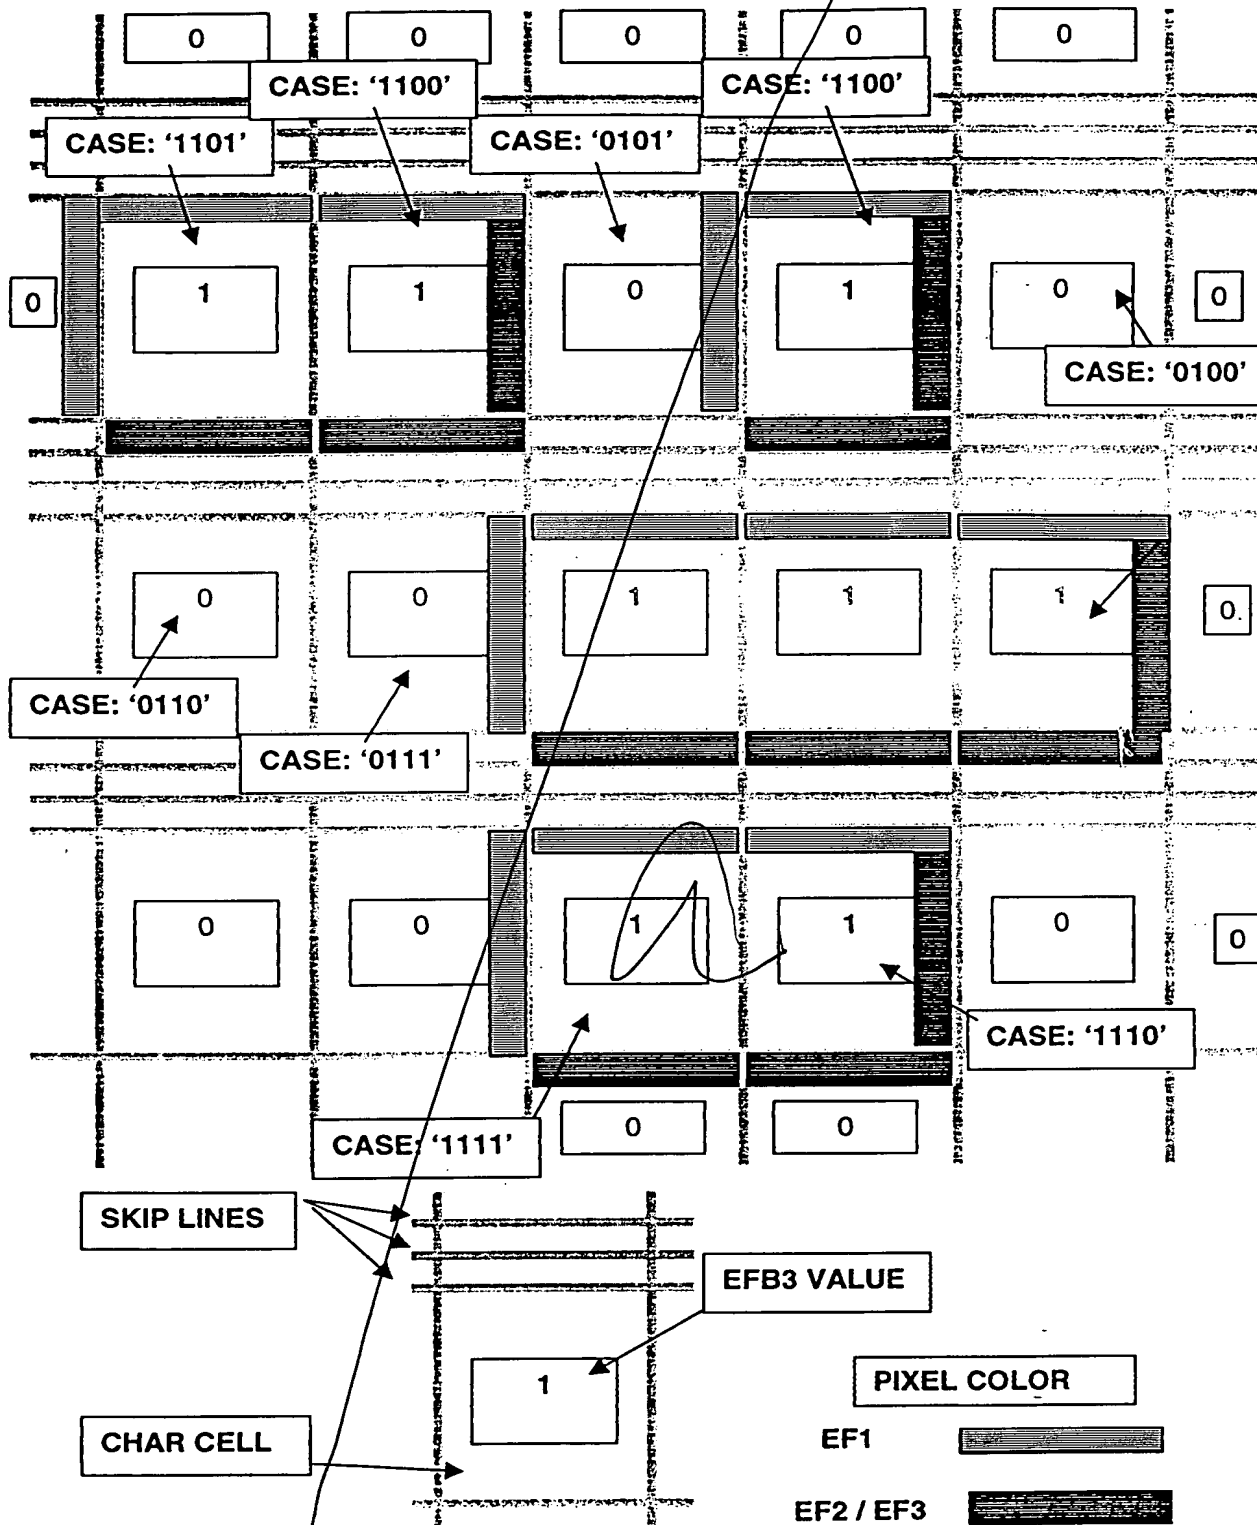 0 0 0 0 0
CASE: '1100' CASE: '1100'
CASE: '1101' CASE: '0101'
0 1 1 0 1 0 0
CASE: '0100'
0 0 1 1 1 0.
CASE: '0110'
CASE: '0111'
0 0 1 1 0 0
CASE: '1110'
CASE: '1111' 0 0
SKIP LINES
EFB3 VALUE
1
PIXEL COLOR
CHAR CELL
EF1
EF2 / EF3